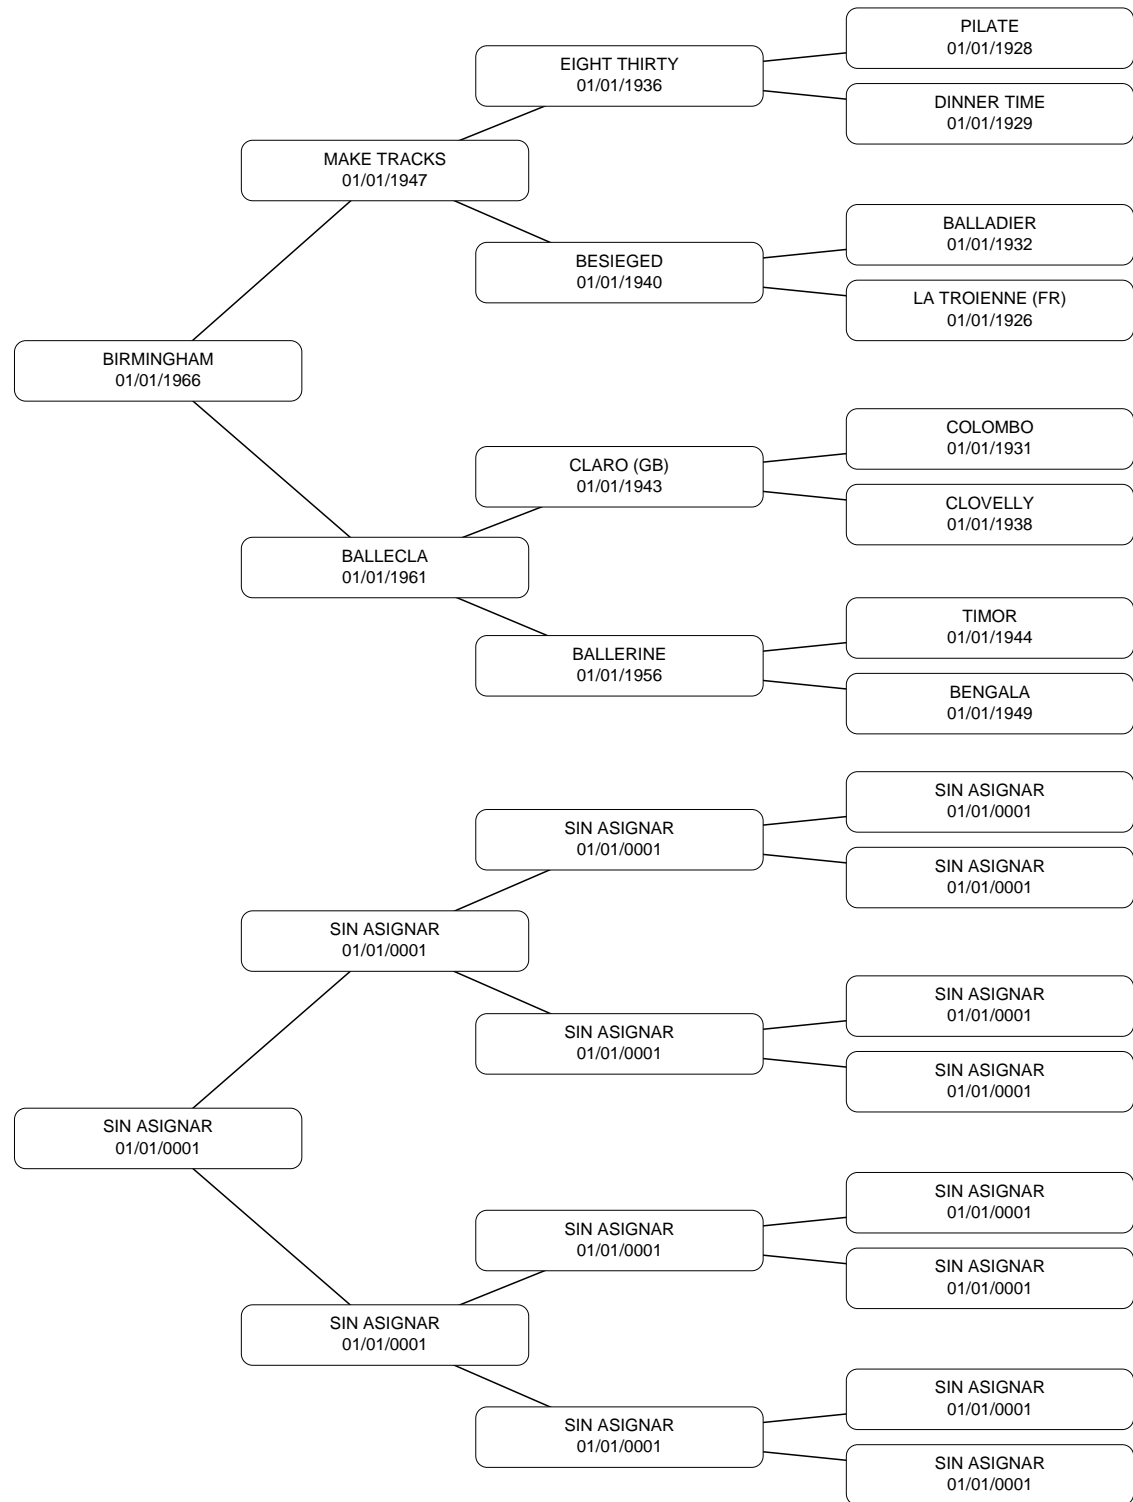 PILATE
01/01/1928
EIGHT THIRTY
01/01/1936
DINNER TIME
01/01/1929
MAKE TRACKS
01/01/1947
BALLADIER
01/01/1932
BESIEGED
01/01/1940
LA TROIENNE (FR)
01/01/1926
BIRMINGHAM
01/01/1966
COLOMBO
01/01/1931
CLARO (GB)
01/01/1943
CLOVELLY
01/01/1938
BALLECLA
01/01/1961
TIMOR
01/01/1944
BALLERINE
01/01/1956
BENGALA
01/01/1949
SIN ASIGNAR
01/01/0001
SIN ASIGNAR
01/01/0001
SIN ASIGNAR
01/01/0001
SIN ASIGNAR
01/01/0001
SIN ASIGNAR
01/01/0001
SIN ASIGNAR
01/01/0001
SIN ASIGNAR
01/01/0001
SIN ASIGNAR
01/01/0001
SIN ASIGNAR
01/01/0001
SIN ASIGNAR
01/01/0001
SIN ASIGNAR
01/01/0001
SIN ASIGNAR
01/01/0001
SIN ASIGNAR
01/01/0001
SIN ASIGNAR
01/01/0001
SIN ASIGNAR
01/01/0001